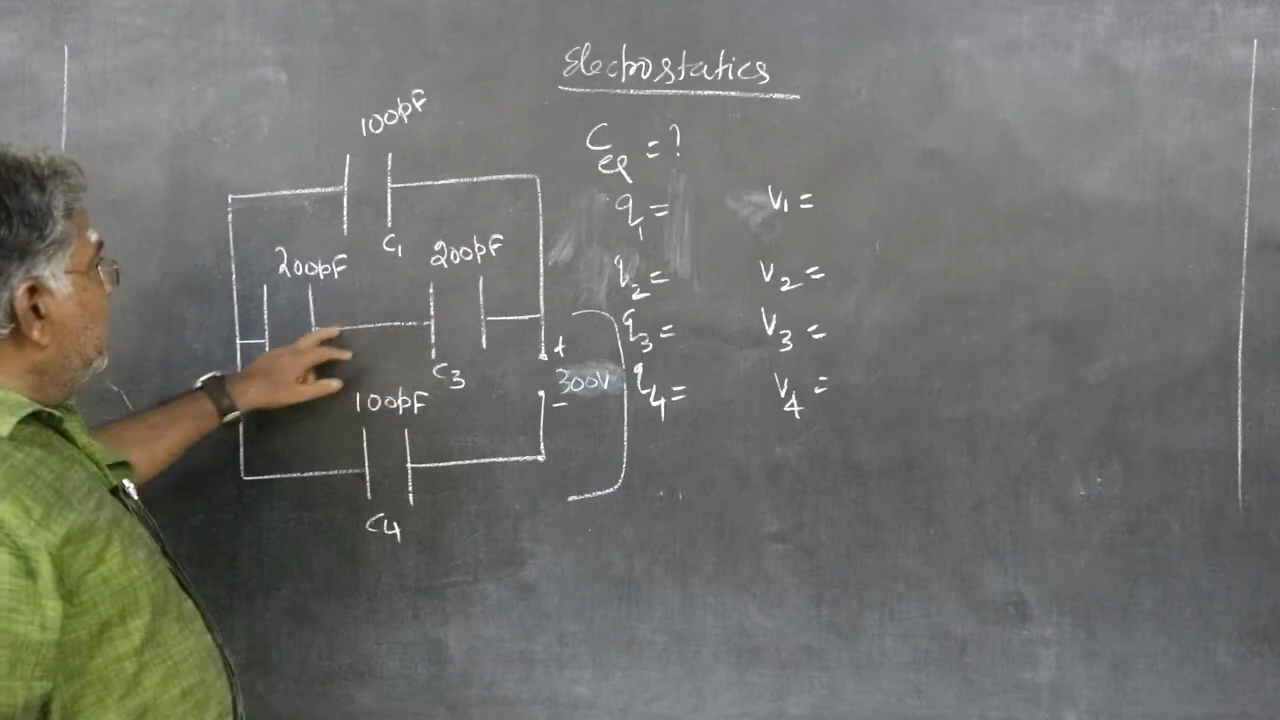 Electrostatics
100pF
C1
200pF
200pF
C3
100pF
C4
+
300V
-
Ceq = ?
q1 =
V1 =
q2 =
V2 =
q3 =
V3 =
q4 =
V4 =